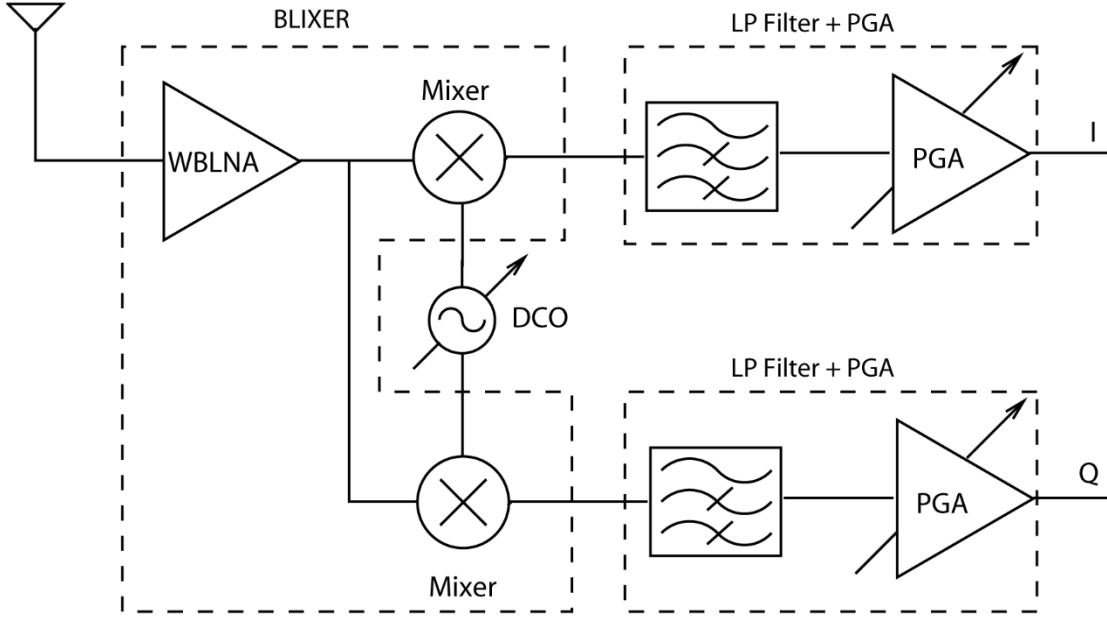 BLIXER
LP Filter + PGA
Mixer
WBLNA
PGA
I
DCO
LP Filter + PGA
PGA
Q
Mixer